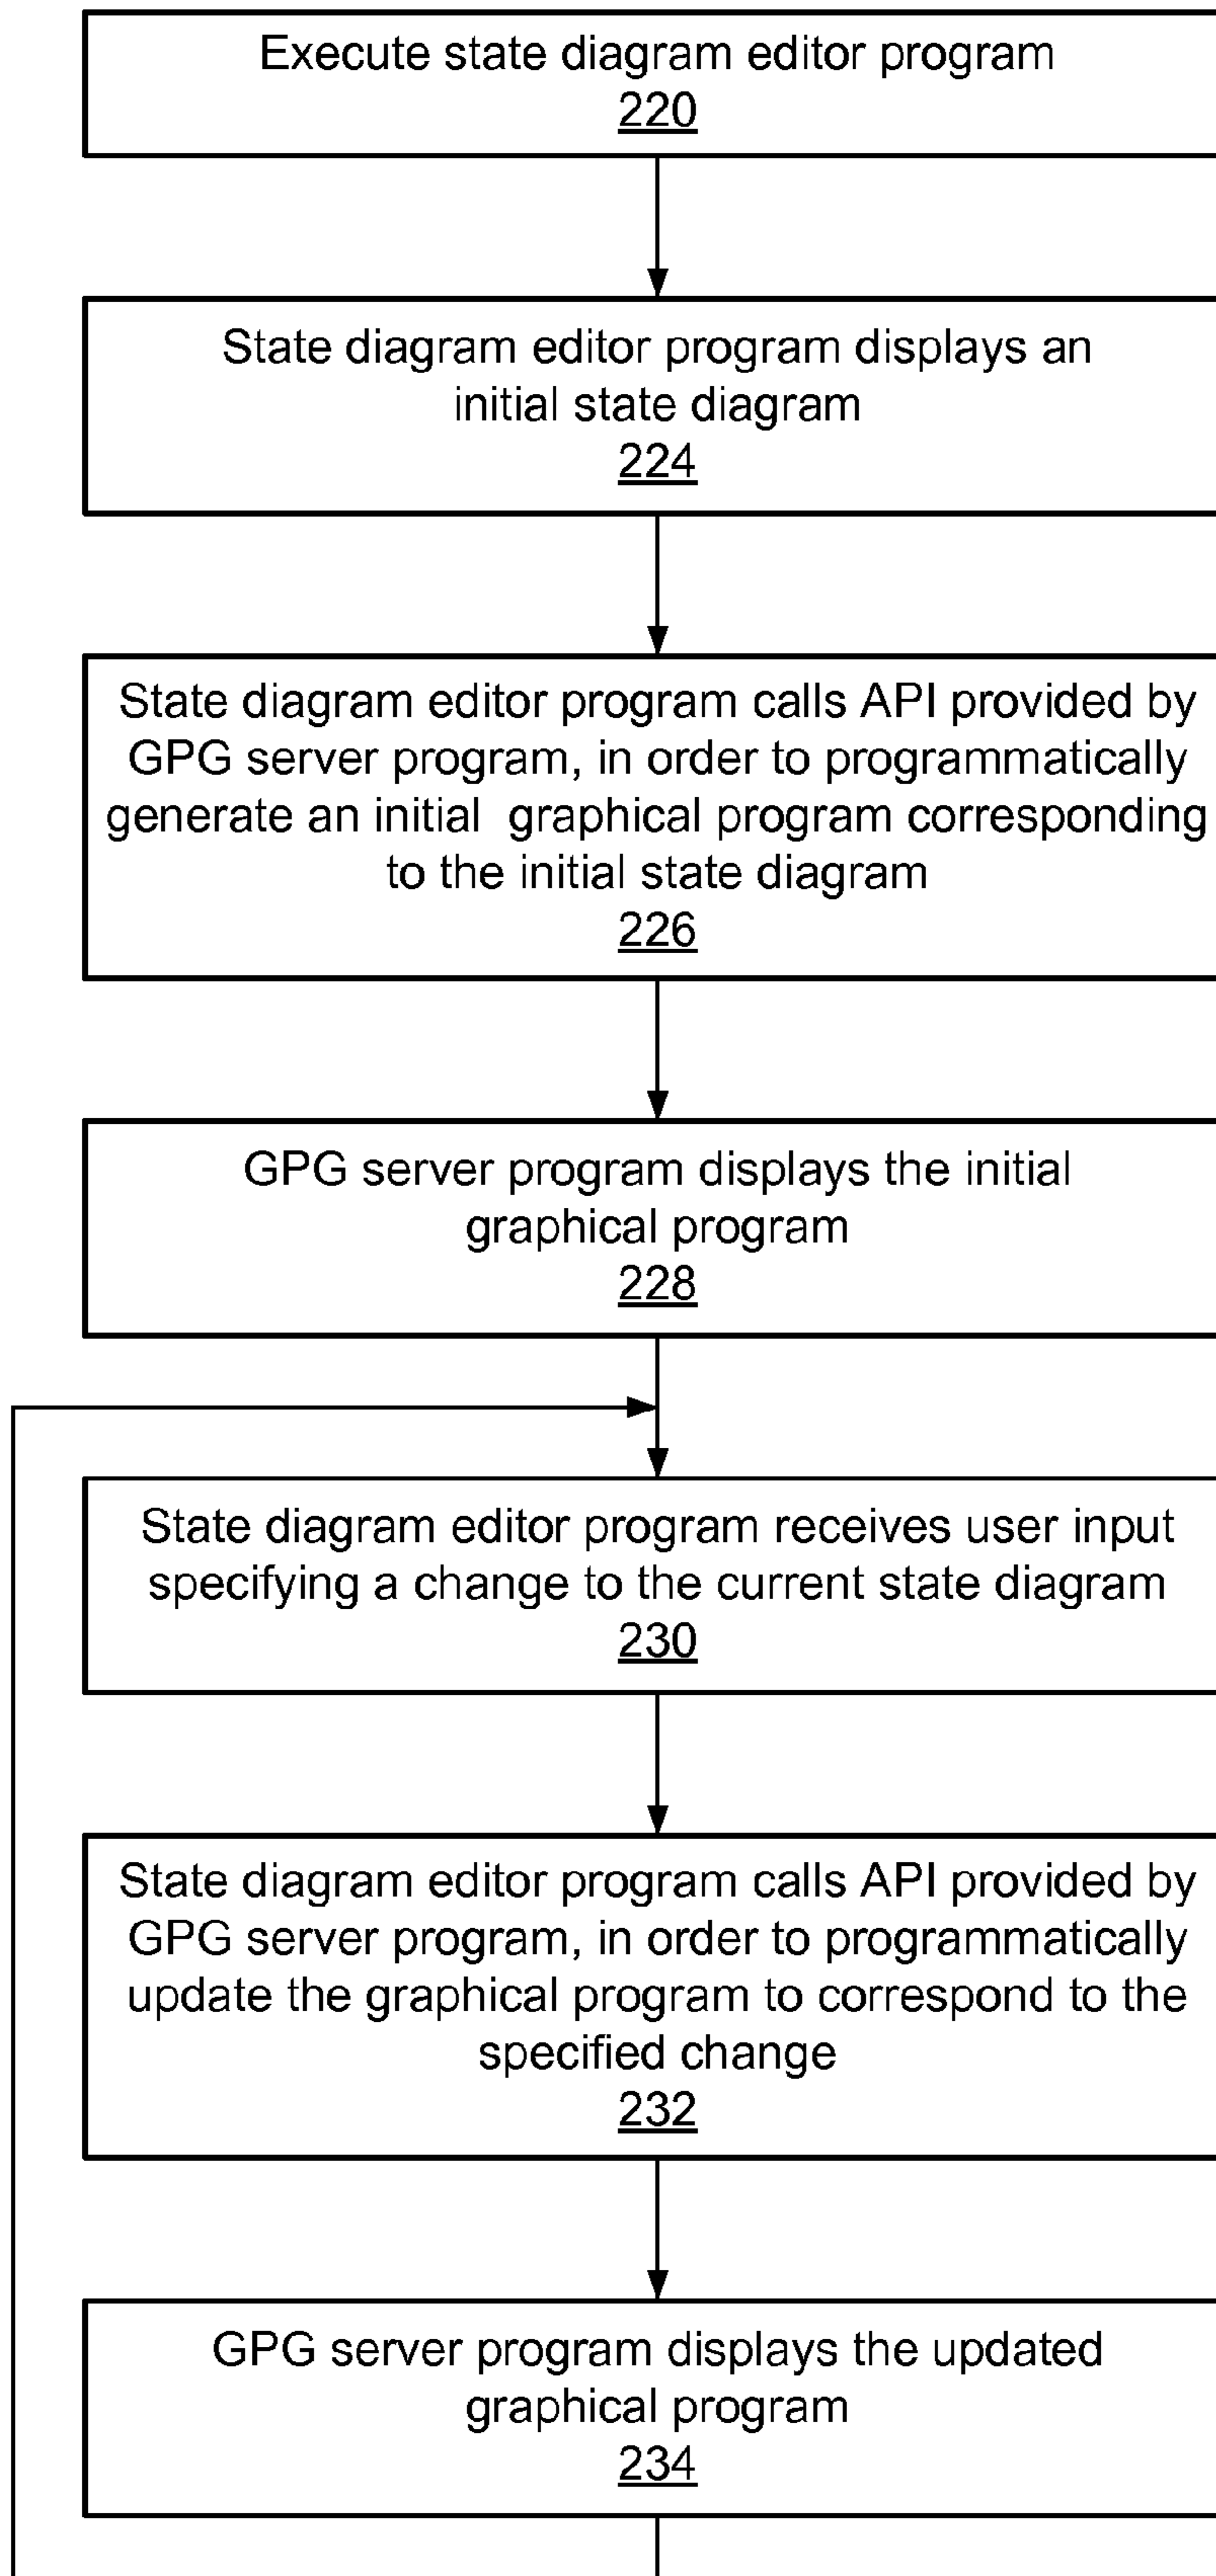 Execute state diagram editor program
220
State diagram editor program displays an
initial state diagram
224
State diagram editor program calls API provided by
GPG server program, in order to programmatically
generate an initial  graphical program corresponding
to the initial state diagram
226
GPG server program displays the initial
graphical program
228
State diagram editor program receives user input
specifying a change to the current state diagram
230
State diagram editor program calls API provided by
GPG server program, in order to programmatically
update the graphical program to correspond to the
specified change
232
GPG server program displays the updated
graphical program
234